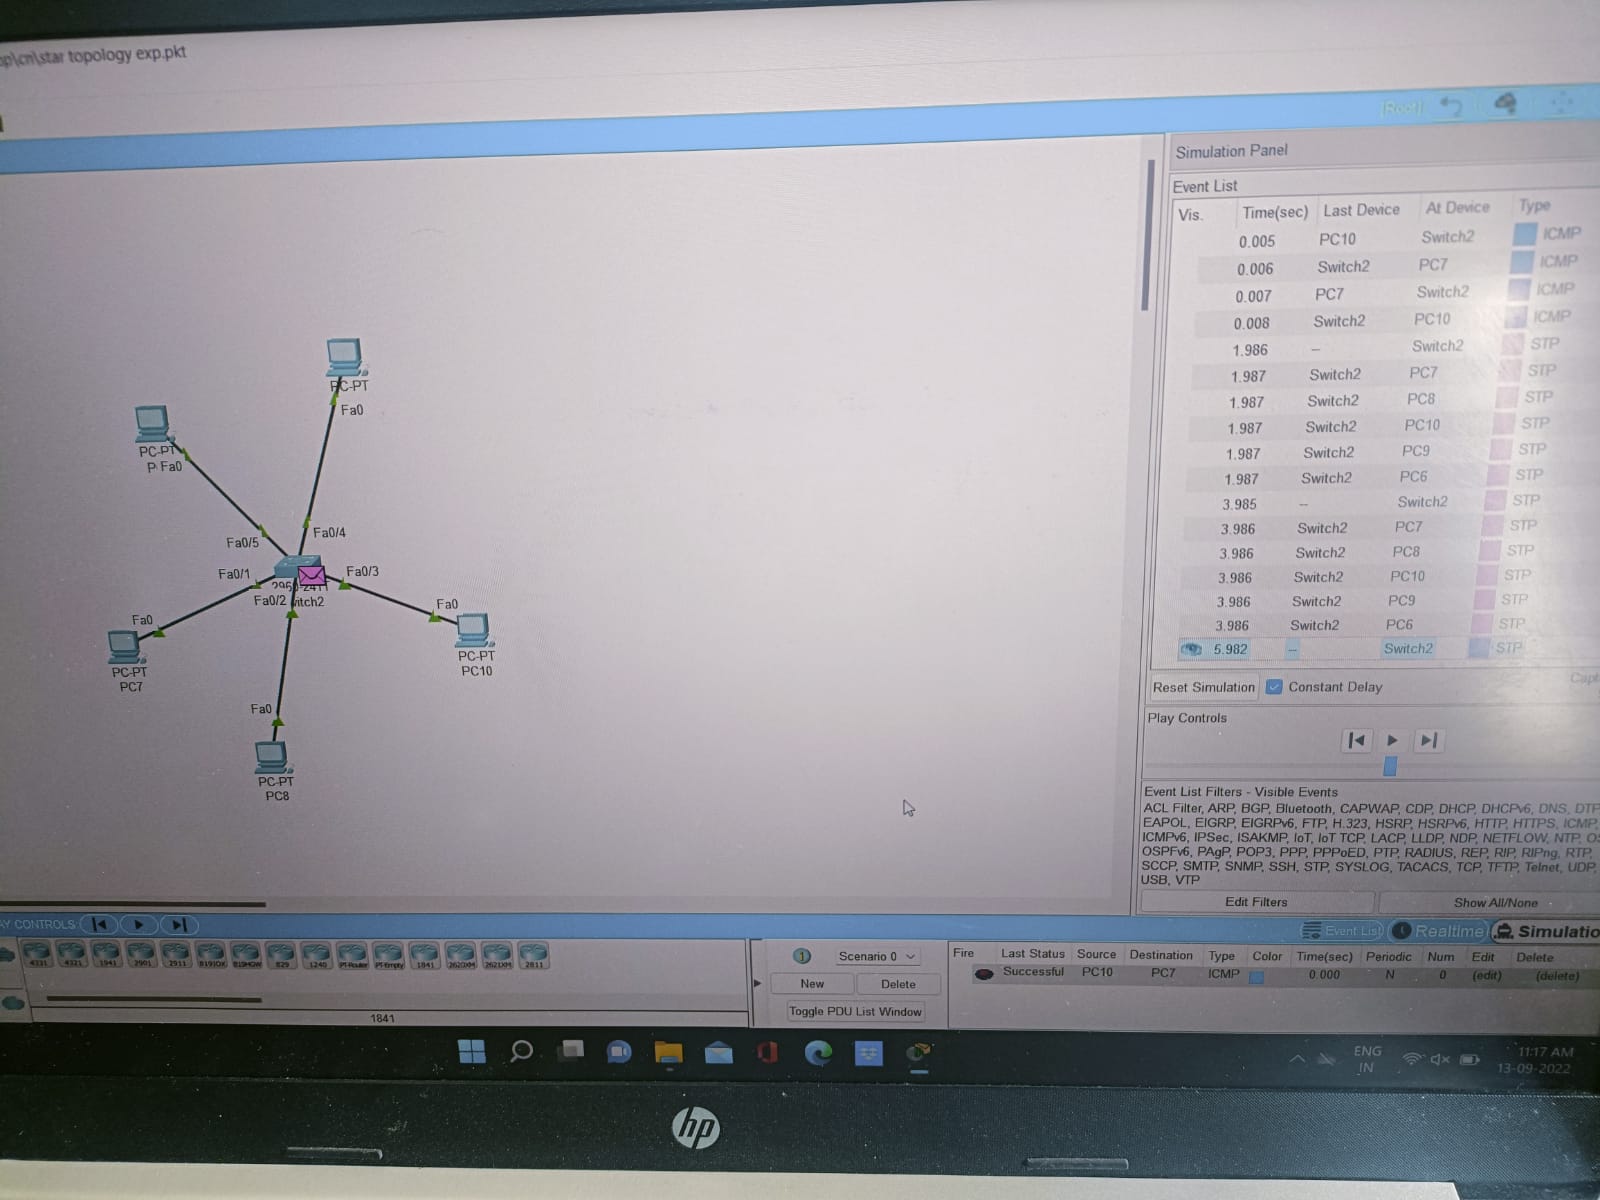 op\cn\star topology exp.pkt
[Root]
Simulation Panel
Event List
Vis. Time(sec) Last Device At Device Type
0.005 PC10 Switch2 ICMP
0.006 Switch2 PC7 ICMP
0.007 PC7 Switch2 ICMP
0.008 Switch2 PC10 ICMP
1.986 -- Switch2 STP
1.987 Switch2 PC7 STP
1.987 Switch2 PC8 STP
1.987 Switch2 PC10 STP
1.987 Switch2 PC9 STP
1.987 Switch2 PC6 STP
3.985 -- Switch2 STP
3.986 Switch2 PC7 STP
3.986 Switch2 PC8 STP
3.986 Switch2 PC10 STP
3.986 Switch2 PC9 STP
3.986 Switch2 PC6 STP
5.982 -- Switch2 STP
Reset Simulation Constant Delay Capt
Play Controls
Event List Filters - Visible Events
ACL Filter, ARP, BGP, Bluetooth, CAPWAP, CDP, DHCP, DHCPv6, DNS, DTP
EAPOL, EIGRP, EIGRPv6, FTP, H.323, HSRP, HSRPv6, HTTP, HTTPS, ICMP,
ICMPv6, IPSec, ISAKMP, IoT, IoT TCP, LACP, LLDP, NDP, NETFLOW, NTP, OS
OSPFv6, PAgP, POP3, PPP, PPPoED, PTP, RADIUS, REP, RIP, RIPng, RTP,
SCCP, SMTP, SNMP, SSH, STP, SYSLOG, TACACS, TCP, TFTP, Telnet, UDP,
USB, VTP
Edit Filters Show All/None
PC-PT
Fa0
PC-PT
P Fa0
Fa0/4
Fa0/5
Fa0/1
Fa0/3
Fa0/2 itch2
Fa0
PC-PT
PC10
Fa0
PC-PT
PC7
Fa0
PC-PT
PC8
AY CONTROLS
Event List Realtime Simulatio
4331 4321 1941 2901 2911 819IOX 819HGW 829 1240 PT-Router PT-Empty 1841 2620XM 2621XM 2811
1841
Scenario 0
New Delete
Toggle PDU List Window
Fire Last Status Source Destination Type Color Time(sec) Periodic Num Edit Delete
Successful PC10 PC7 ICMP 0.000 N 0 (edit) (delete)
ENG
IN
11:17 AM
13-09-2022
hp